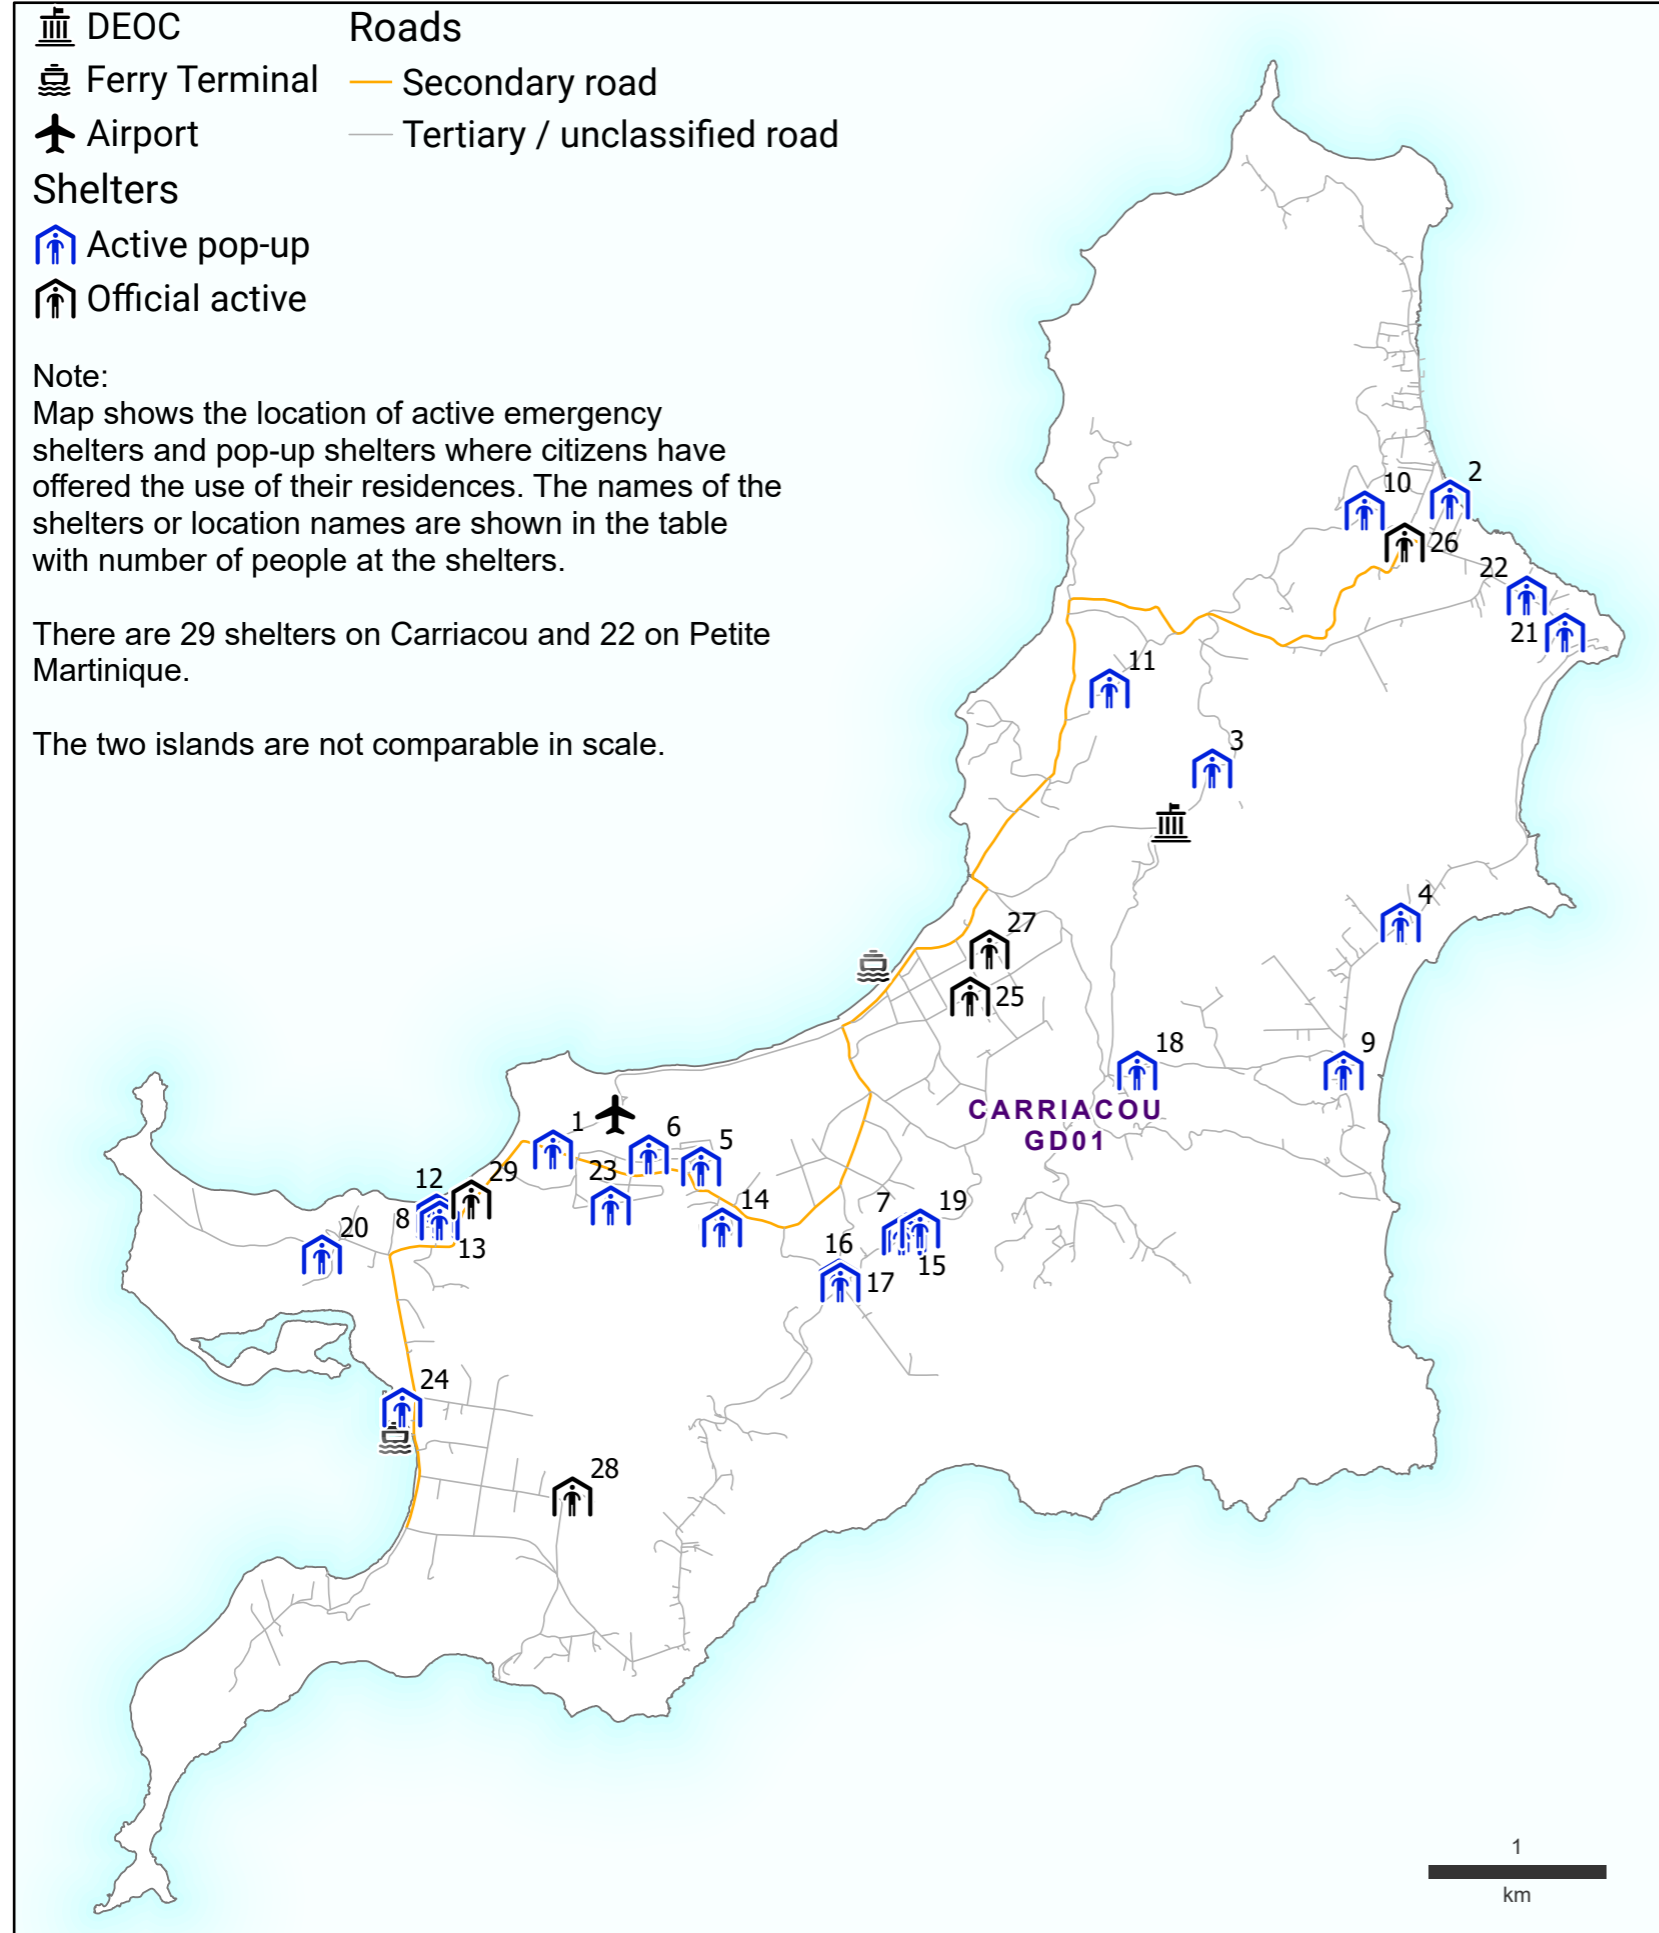 DEOC
Ferry Terminal
Airport
Shelters
Active pop-up
Official active
Roads
Secondary road
Tertiary / unclassified road
Note:
Map shows the location of active emergency
shelters and pop-up shelters where citizens have
offered the use of their residences. The names of the
shelters or location names are shown in the table
with number of people at the shelters.
There are 29 shelters on Carriacou and 22 on Petite
Martinique.
The two islands are not comparable in scale.
2
10
26
22
21
11
3
4
27
25
18
9
CARRIACOU
GD01
1
6
5
23
29
12
8
13
20
14
7
19
15
16
17
24
28
1
km